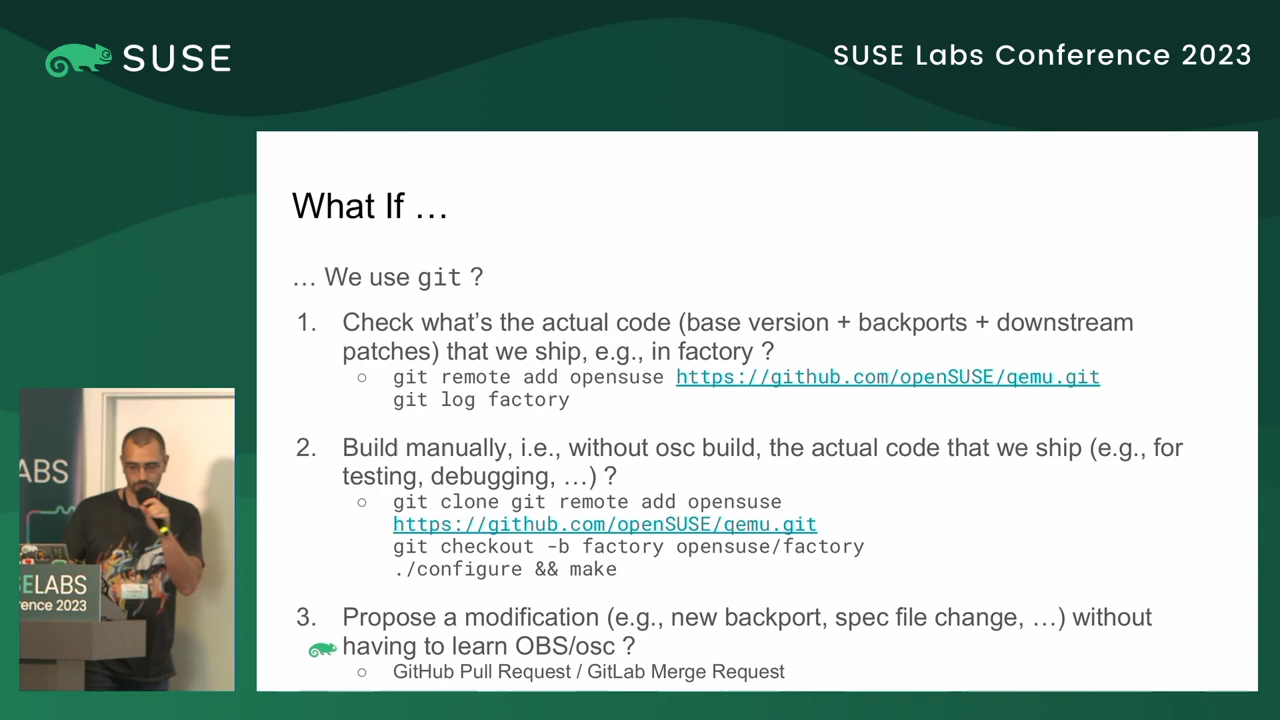 SUSE
SUSE Labs Conference 2023
What If …
… We use git ?
1. Check what's the actual code (base version + backports + downstream
patches) that we ship, e.g., in factory ?
○ git remote add opensuse https://github.com/openSUSE/qemu.git
git log factory
2. Build manually, i.e., without osc build, the actual code that we ship (e.g., for
testing, debugging, …) ?
○ git clone git remote add opensuse
https://github.com/openSUSE/qemu.git
git checkout -b factory opensuse/factory
./configure && make
3. Propose a modification (e.g., new backport, spec file change, …) without
having to learn OBS/osc ?
○ GitHub Pull Request / GitLab Merge Request
ABS
SELABS
rence 2023